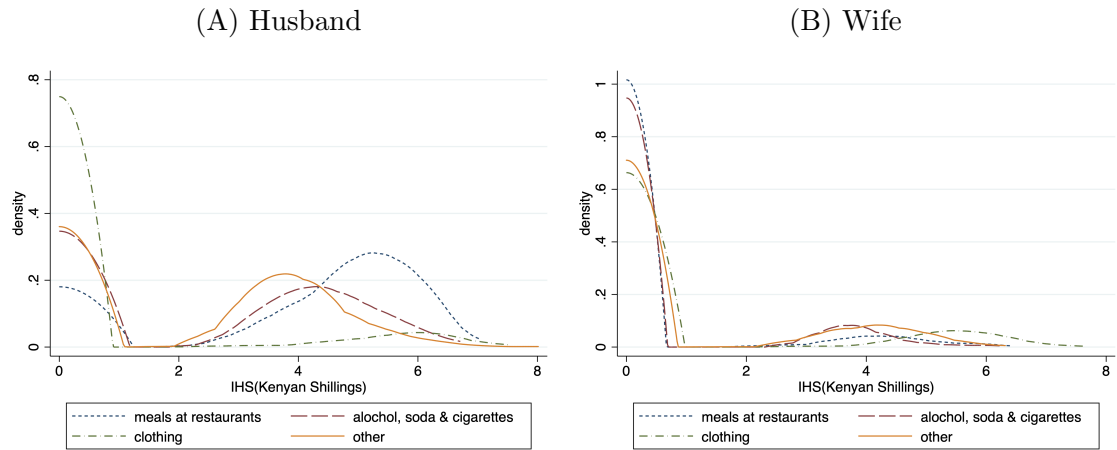 (A) Husband
density
0 .2 .4 .6 .8
0 2 4 6 8
IHS(Kenyan Shillings)
meals at restaurants alochol, soda & cigarettes
clothing other
(B) Wife
density
0 .2 .4 .6 .8 1
0 2 4 6 8
IHS(Kenyan Shillings)
meals at restaurants alochol, soda & cigarettes
clothing other